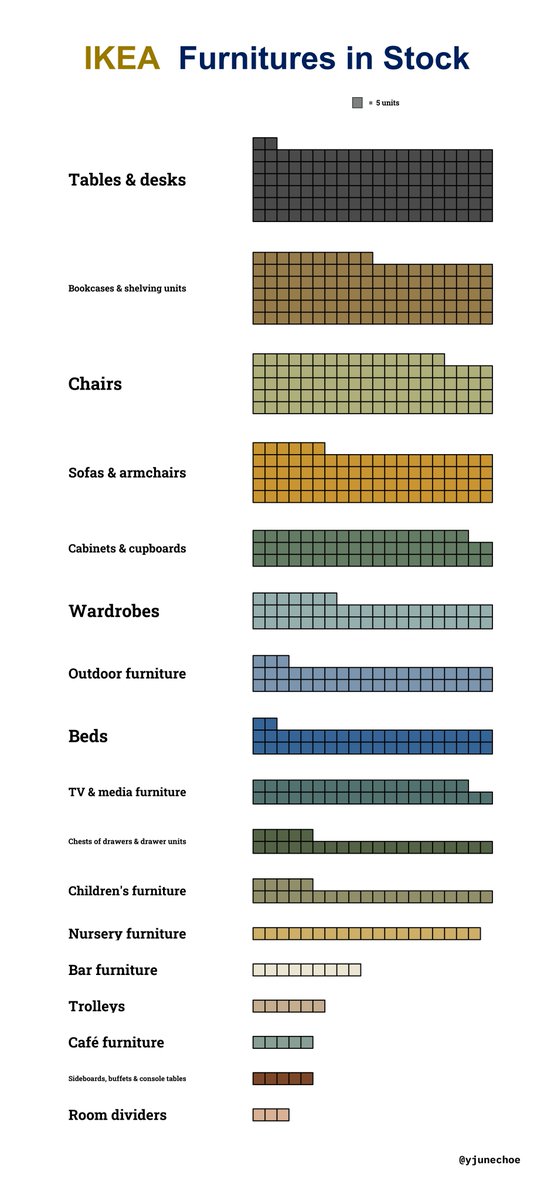 IKEA Furnitures in Stock
= 5 units
Tables & desks
Bookcases & shelving units
Chairs
Sofas & armchairs
Cabinets & cupboards
Wardrobes
Outdoor furniture
Beds
TV & media furniture
Chests of drawers & drawer units
Children's furniture
Nursery furniture
Bar furniture
Trolleys
Café furniture
Sideboards, buffets & console tables
Room dividers
@yjunechoe